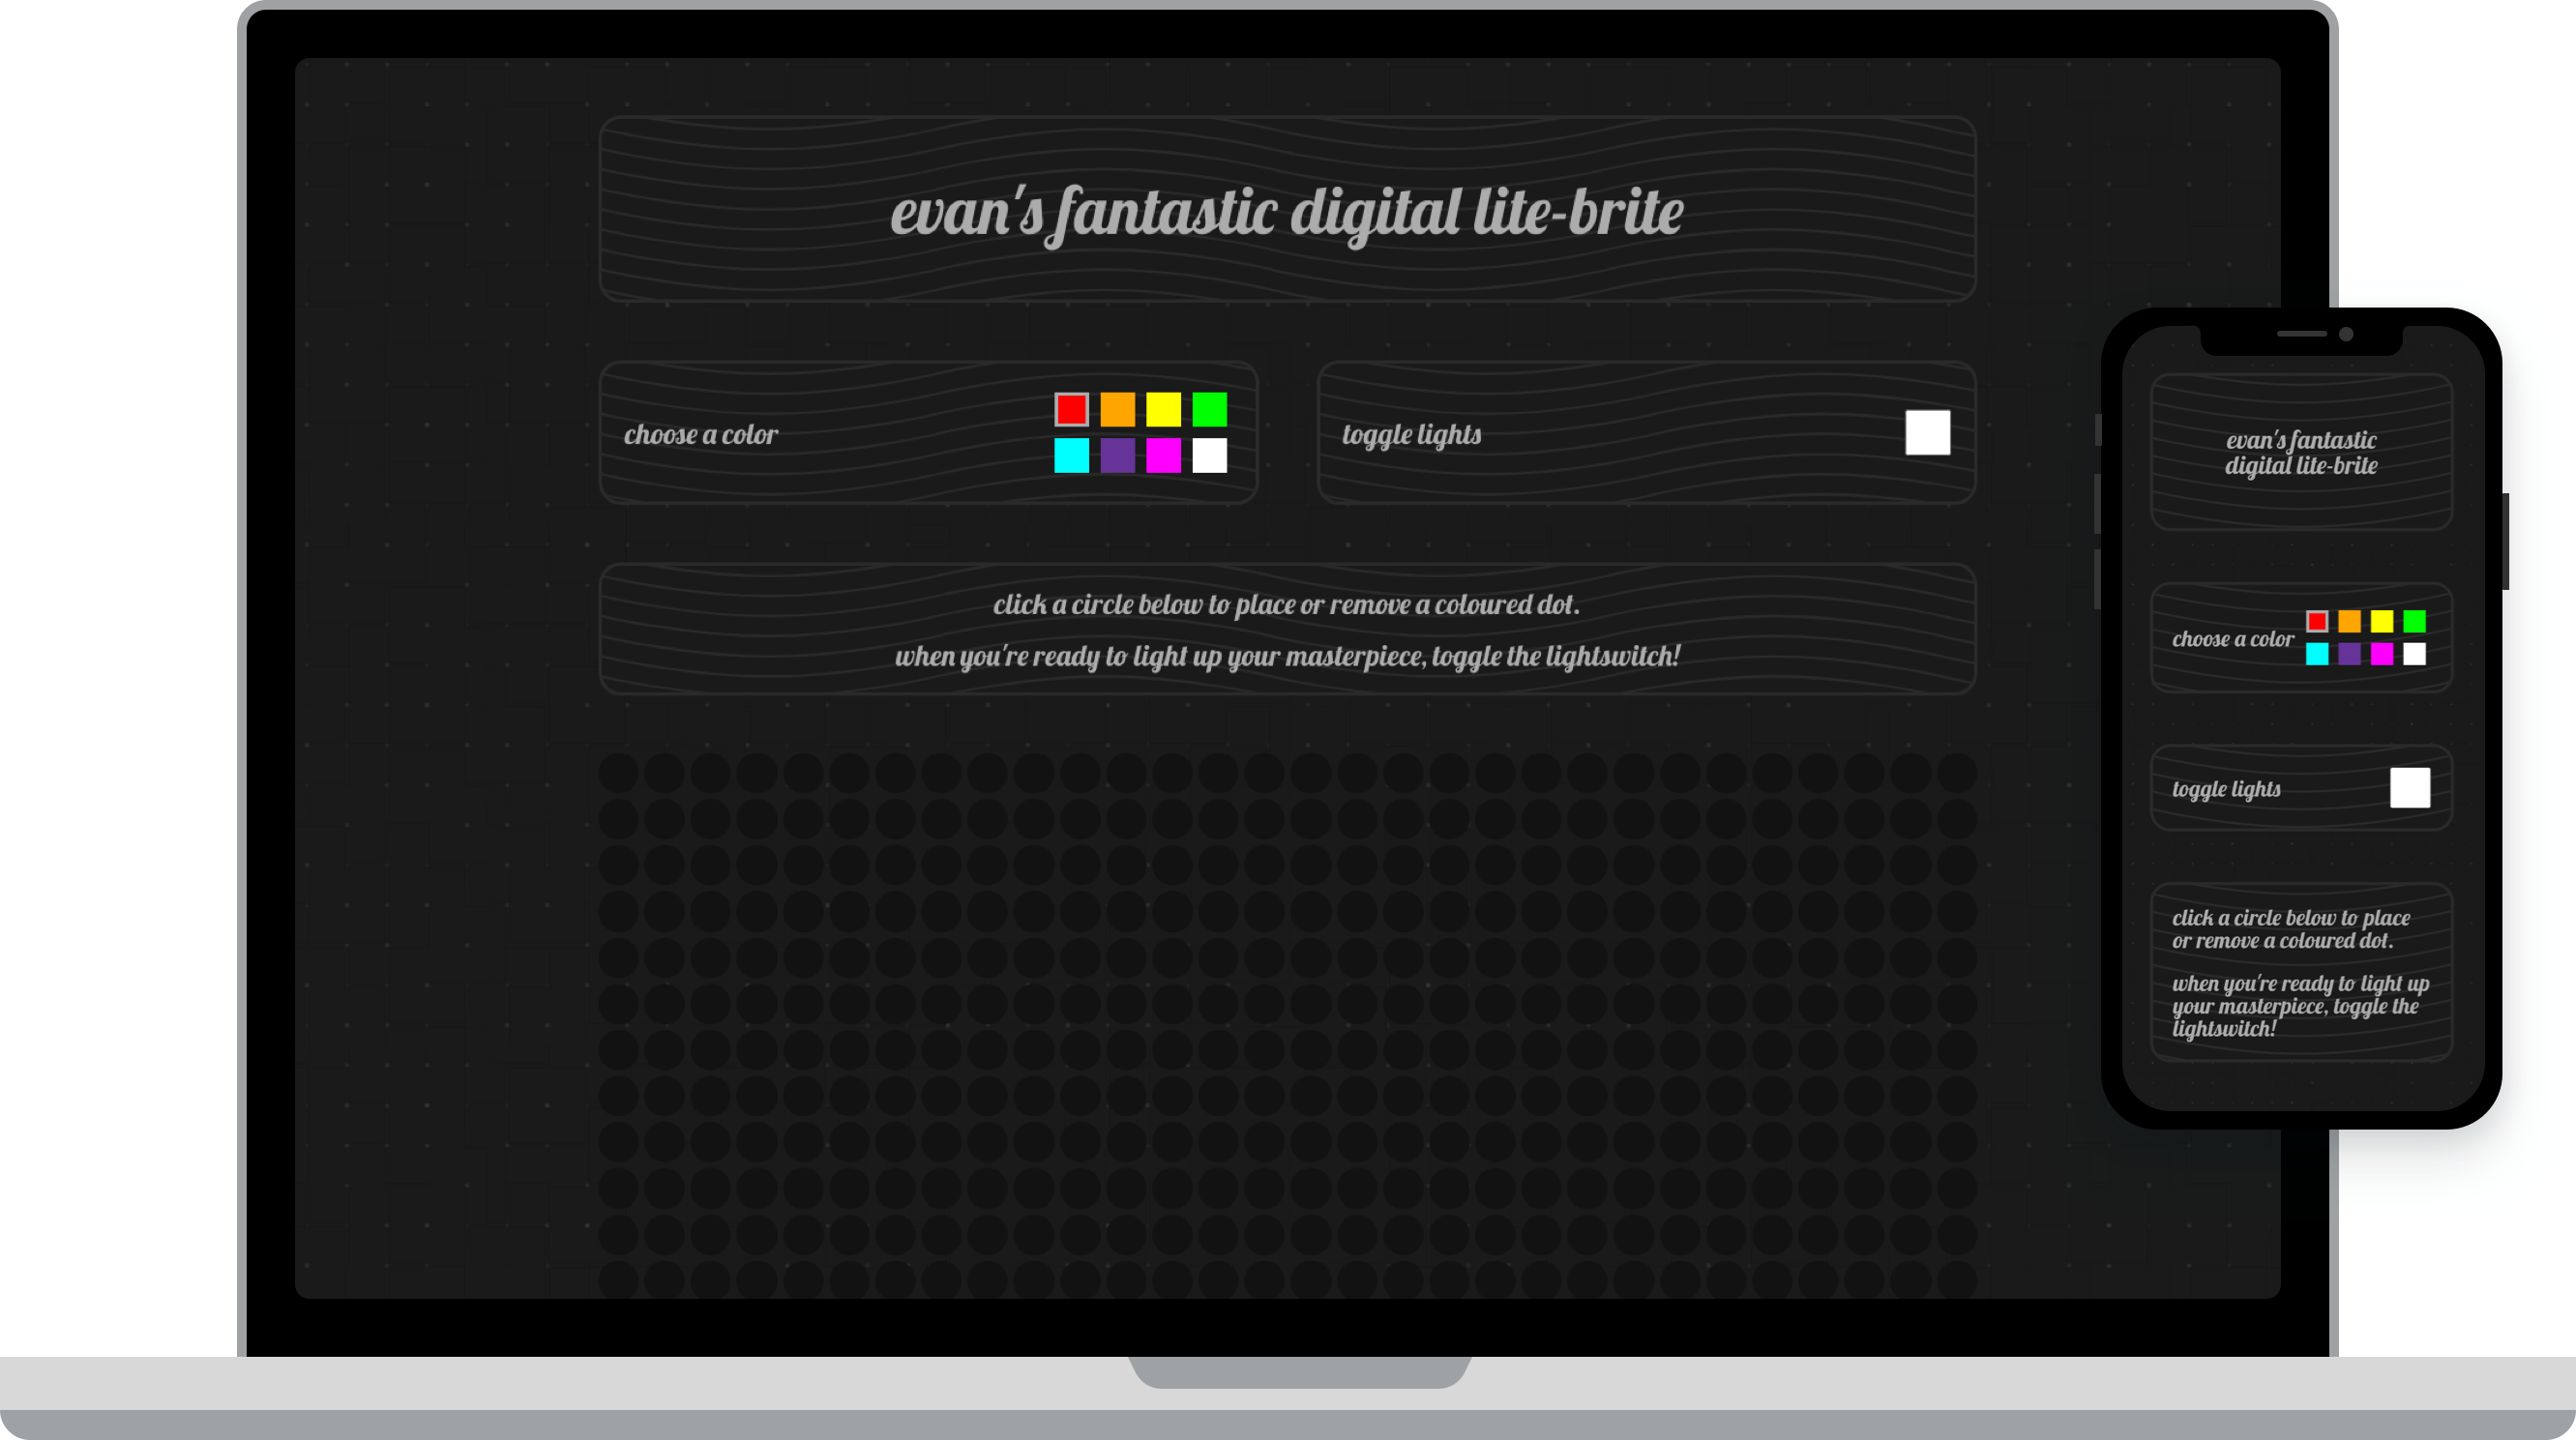 evan's fantastic digital lite-brite
choose a color
toggle lights
click a circle below to place or remove a coloured dot.
when you're ready to light up your masterpiece, toggle the lightswitch!
evan's fantastic
digital lite-brite
choose a color
toggle lights
click a circle below to place
or remove a coloured dot.
when you're ready to light up
your masterpiece, toggle the
lightswitch!